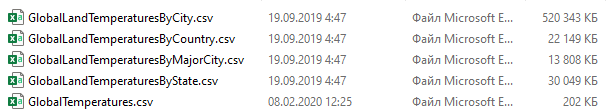 GlobalLandTemperaturesByCity.csv 19.09.2019 4:47 Файл Microsoft E... 520 343 КБ
GlobalLandTemperaturesByCountry.csv 19.09.2019 4:47 Файл Microsoft E... 22 149 КБ
GlobalLandTemperaturesByMajorCity.csv 19.09.2019 4:47 Файл Microsoft E... 13 808 КБ
GlobalLandTemperaturesByState.csv 19.09.2019 4:47 Файл Microsoft E... 30 049 КБ
GlobalTemperatures.csv 08.02.2020 12:25 Файл Microsoft E... 202 КБ